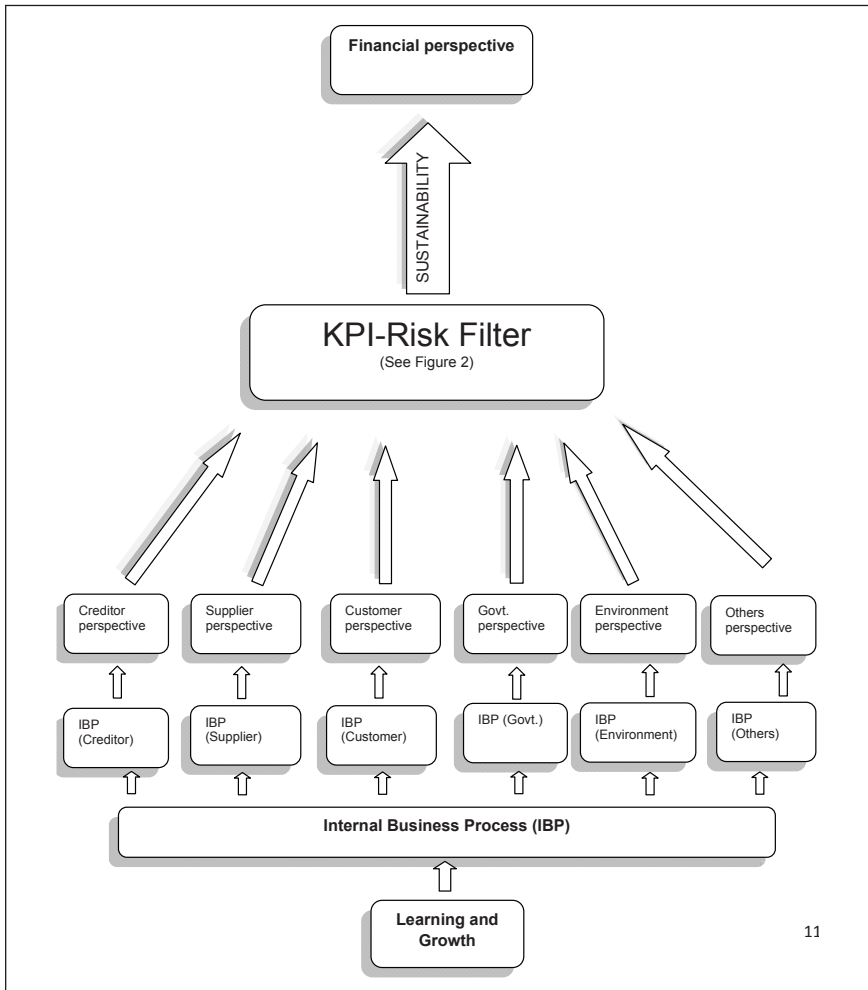 Financial perspective
SUSTAINABILITY
KPI-Risk Filter
(See Figure 2)
Creditor
perspective
Supplier
perspective
Customer
perspective
Govt.
perspective
Environment
perspective
Others
perspective
IBP
(Creditor)
IBP
(Supplier)
IBP
(Customer)
IBP (Govt.)
IBP
(Environment)
IBP
(Others)
Internal Business Process (IBP)
Learning and
Growth
11